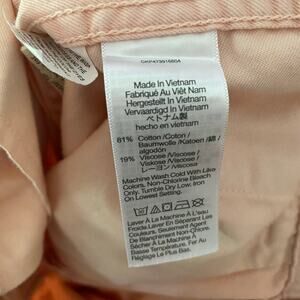 GKP473916804
Made In Vietnam
Fabriqué Au Viêt Nam
Hergestellt In Vietnam
Vervaardigd In Vietnam
ベトナム製
hecho en vietnam
81% Cotton /Coton /
Baumwolle /Katoen /綿 /
algodón
19% Viscose /Viscose /
Viskose /Viscose /
レーヨン /viscosa
Machine Wash Cold With Like
Colors, Non-Chlorine Bleach
Only, Tumble Dry Low, Iron
On Lowest Setting.
Laver À La Machine À L'eau
Froide,Laver En Séparant Les
Couleurs, Seulement Agent
De Blanchiment Non-Chloré,
Sécher À La Machine À
Basse Température, Fer Au
Réglage Le Plus Bas.